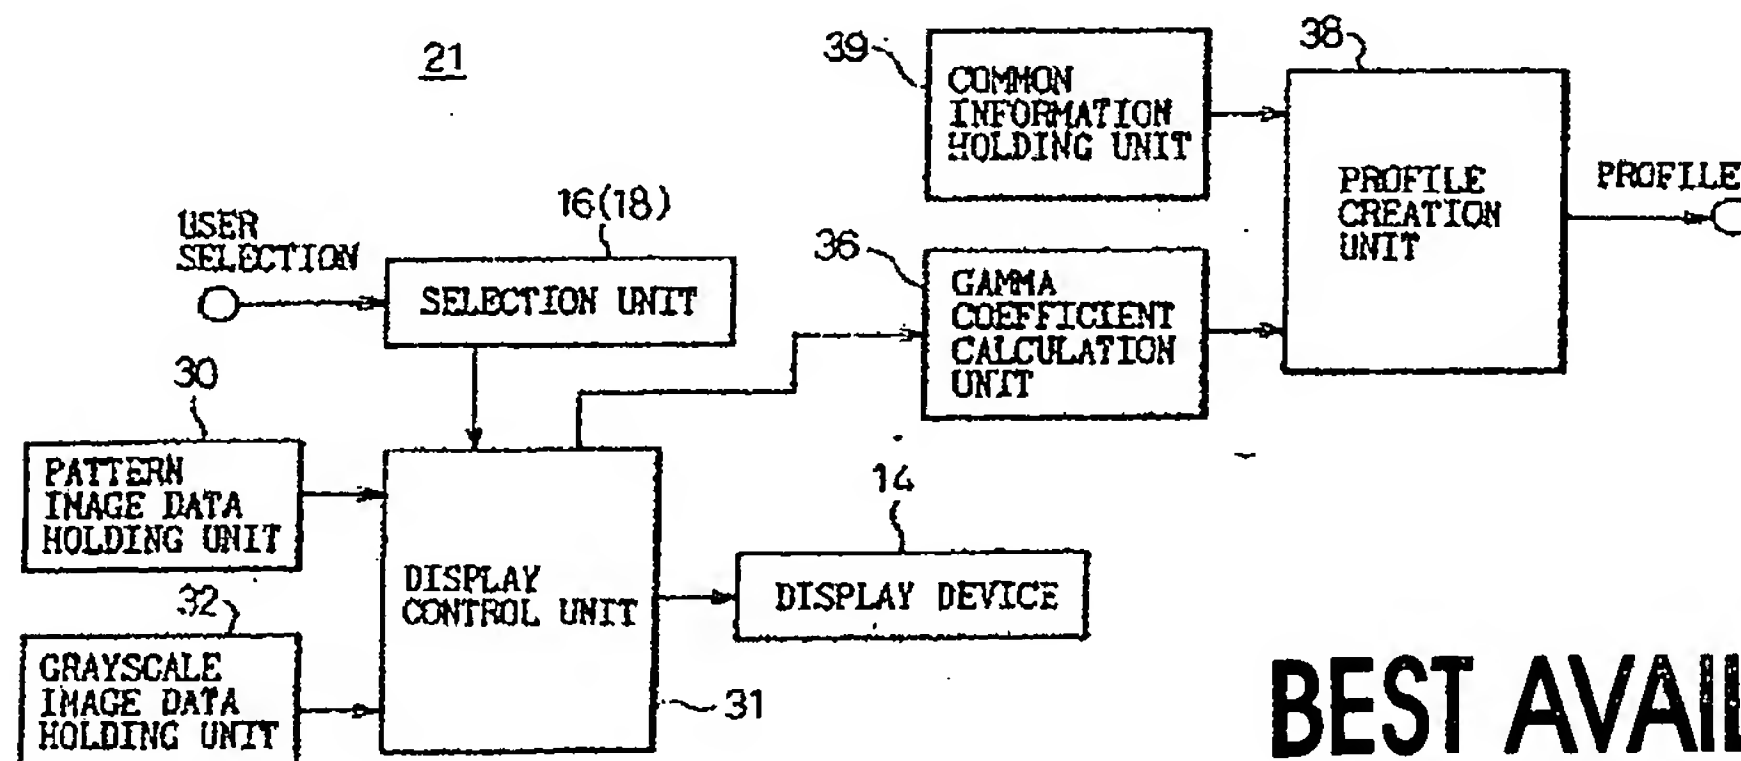 21
39
COMMON
INFORMATION
HOLDING UNIT
38
PROFILE
CREATION
UNIT
PROFILE
16(18)
USER
SELECTION
SELECTION UNIT
36
GAMMA
COEFFICIENT
CALCULATION
UNIT
30
PATTERN
IMAGE DATA
HOLDING UNIT
14
DISPLAY
CONTROL UNIT
DISPLAY DEVICE
32
GRAYSCALE
IMAGE DATA
HOLDING UNIT
31
BEST